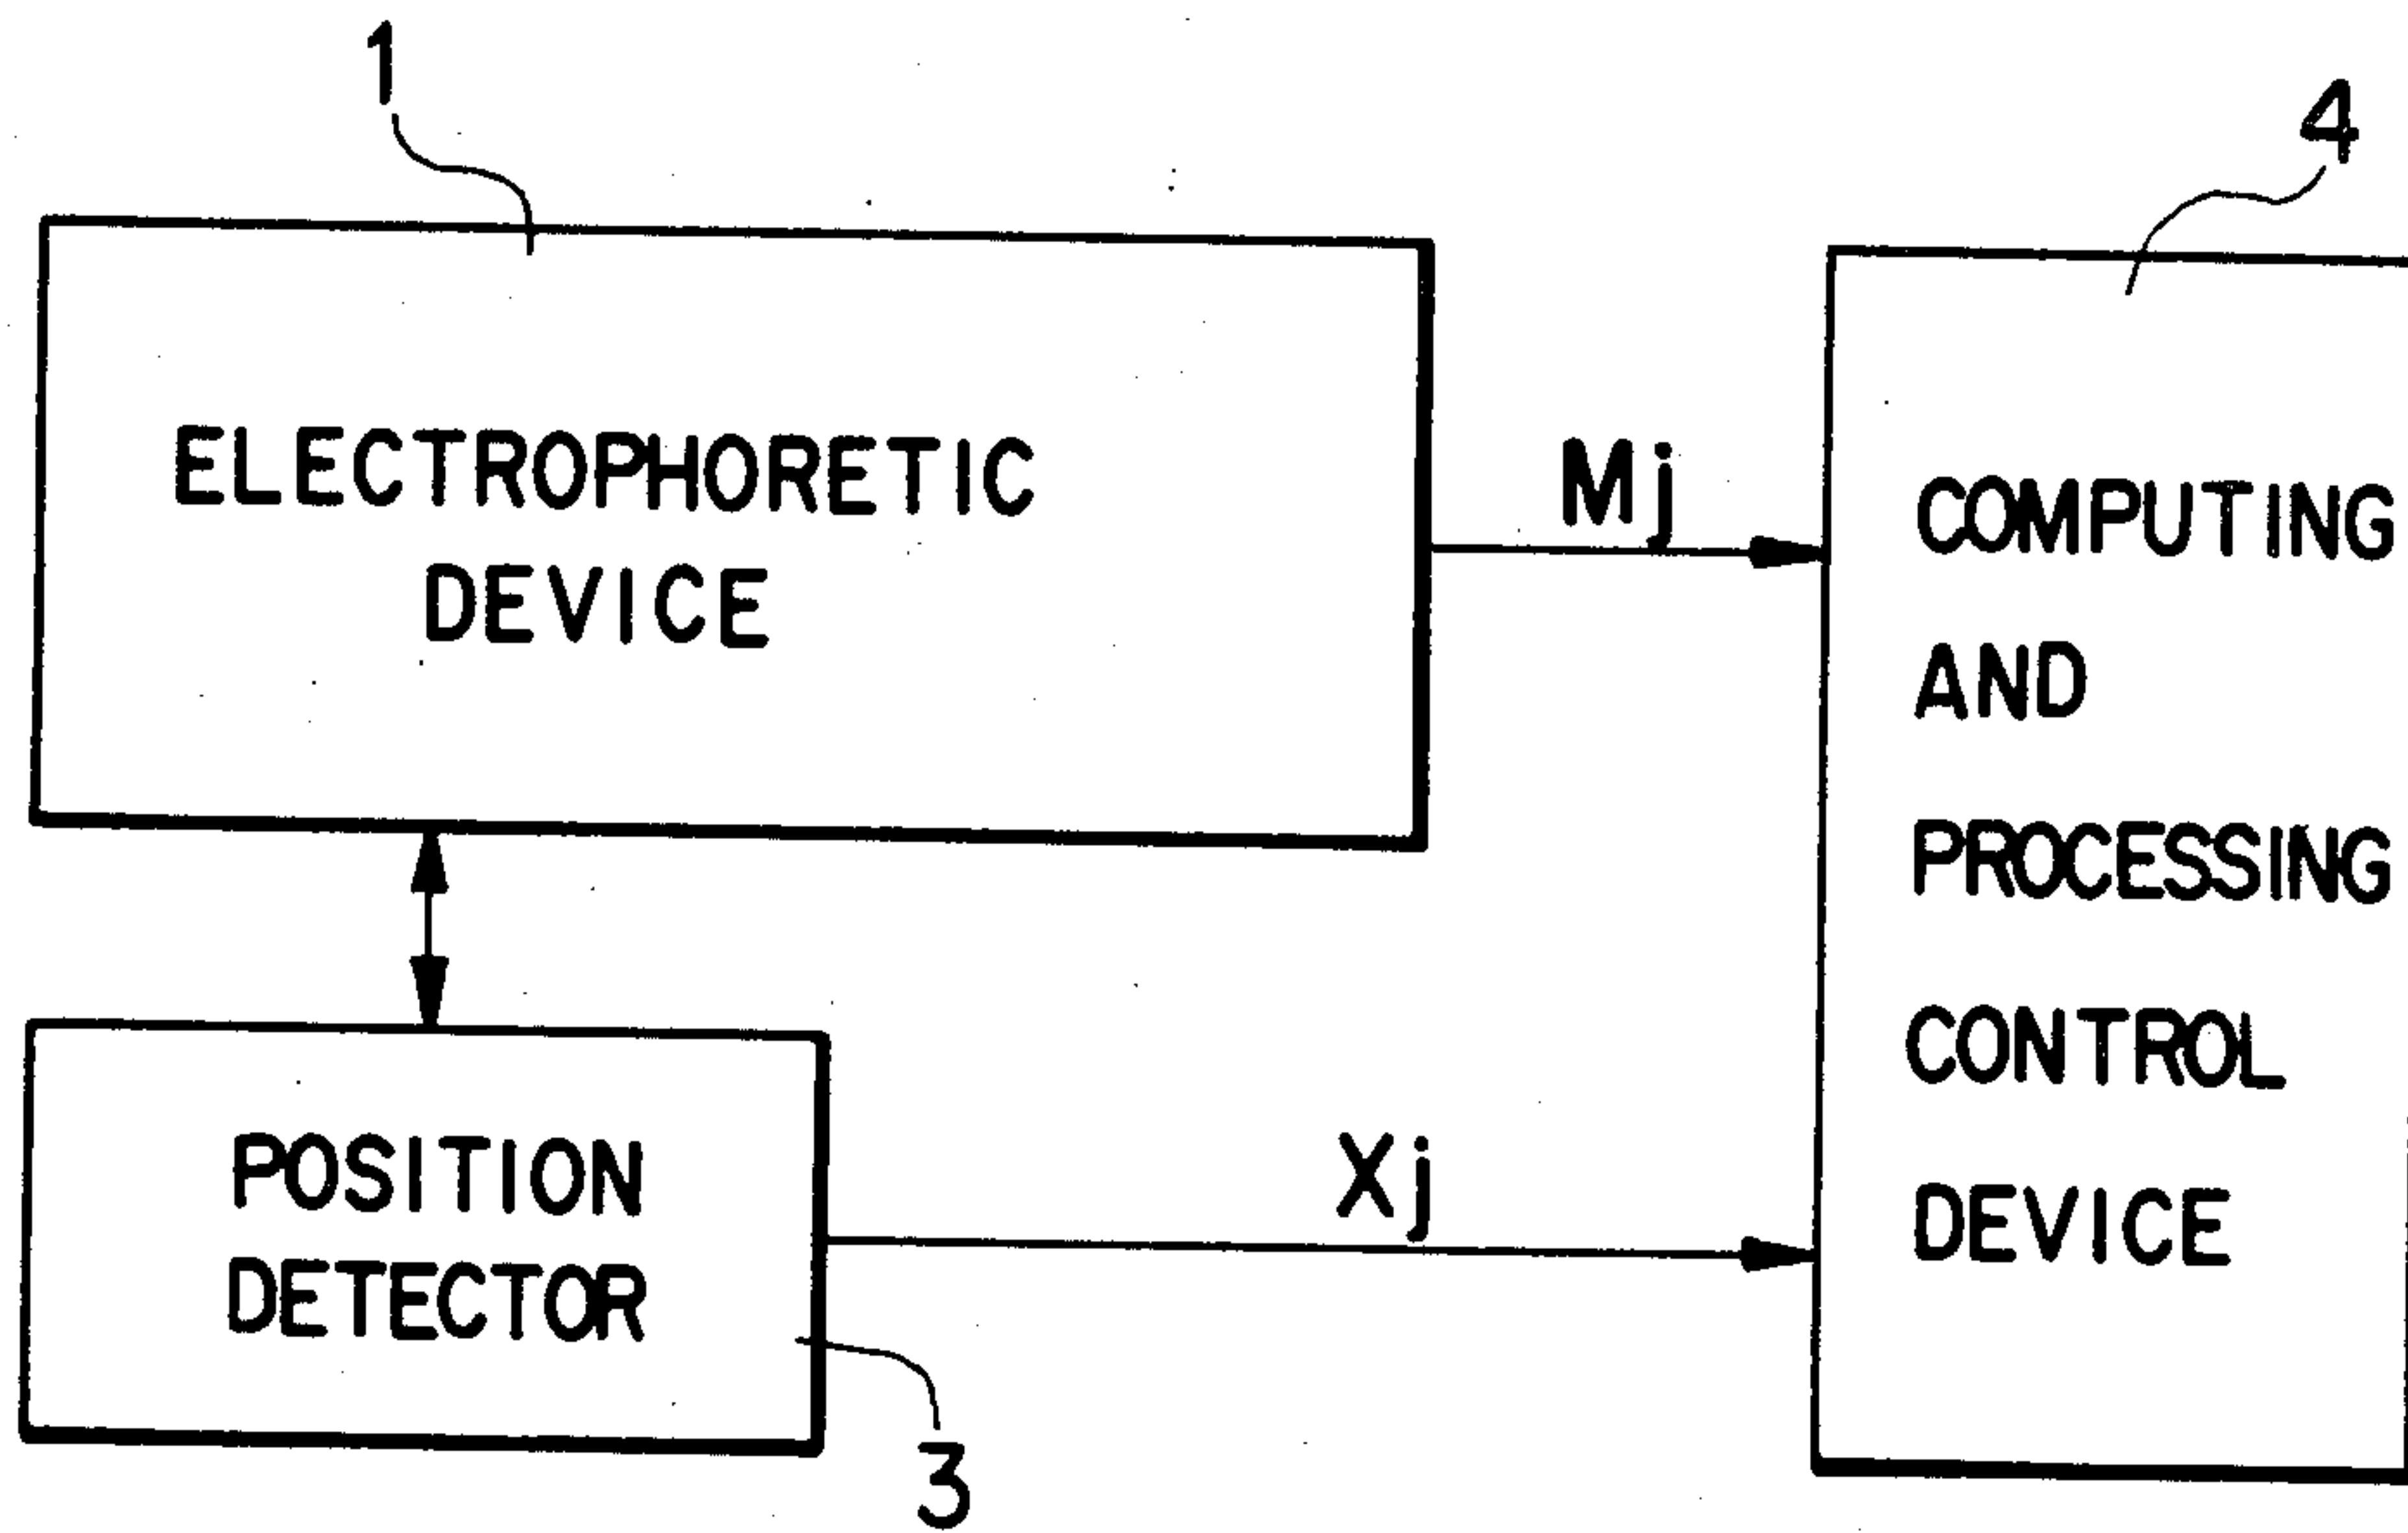 1
4
ELECTROPHORETIC
DEVICE
Mj
COMPUTING
AND
PROCESSING
CONTROL
DEVICE
POSITION
DETECTOR
Xj
3